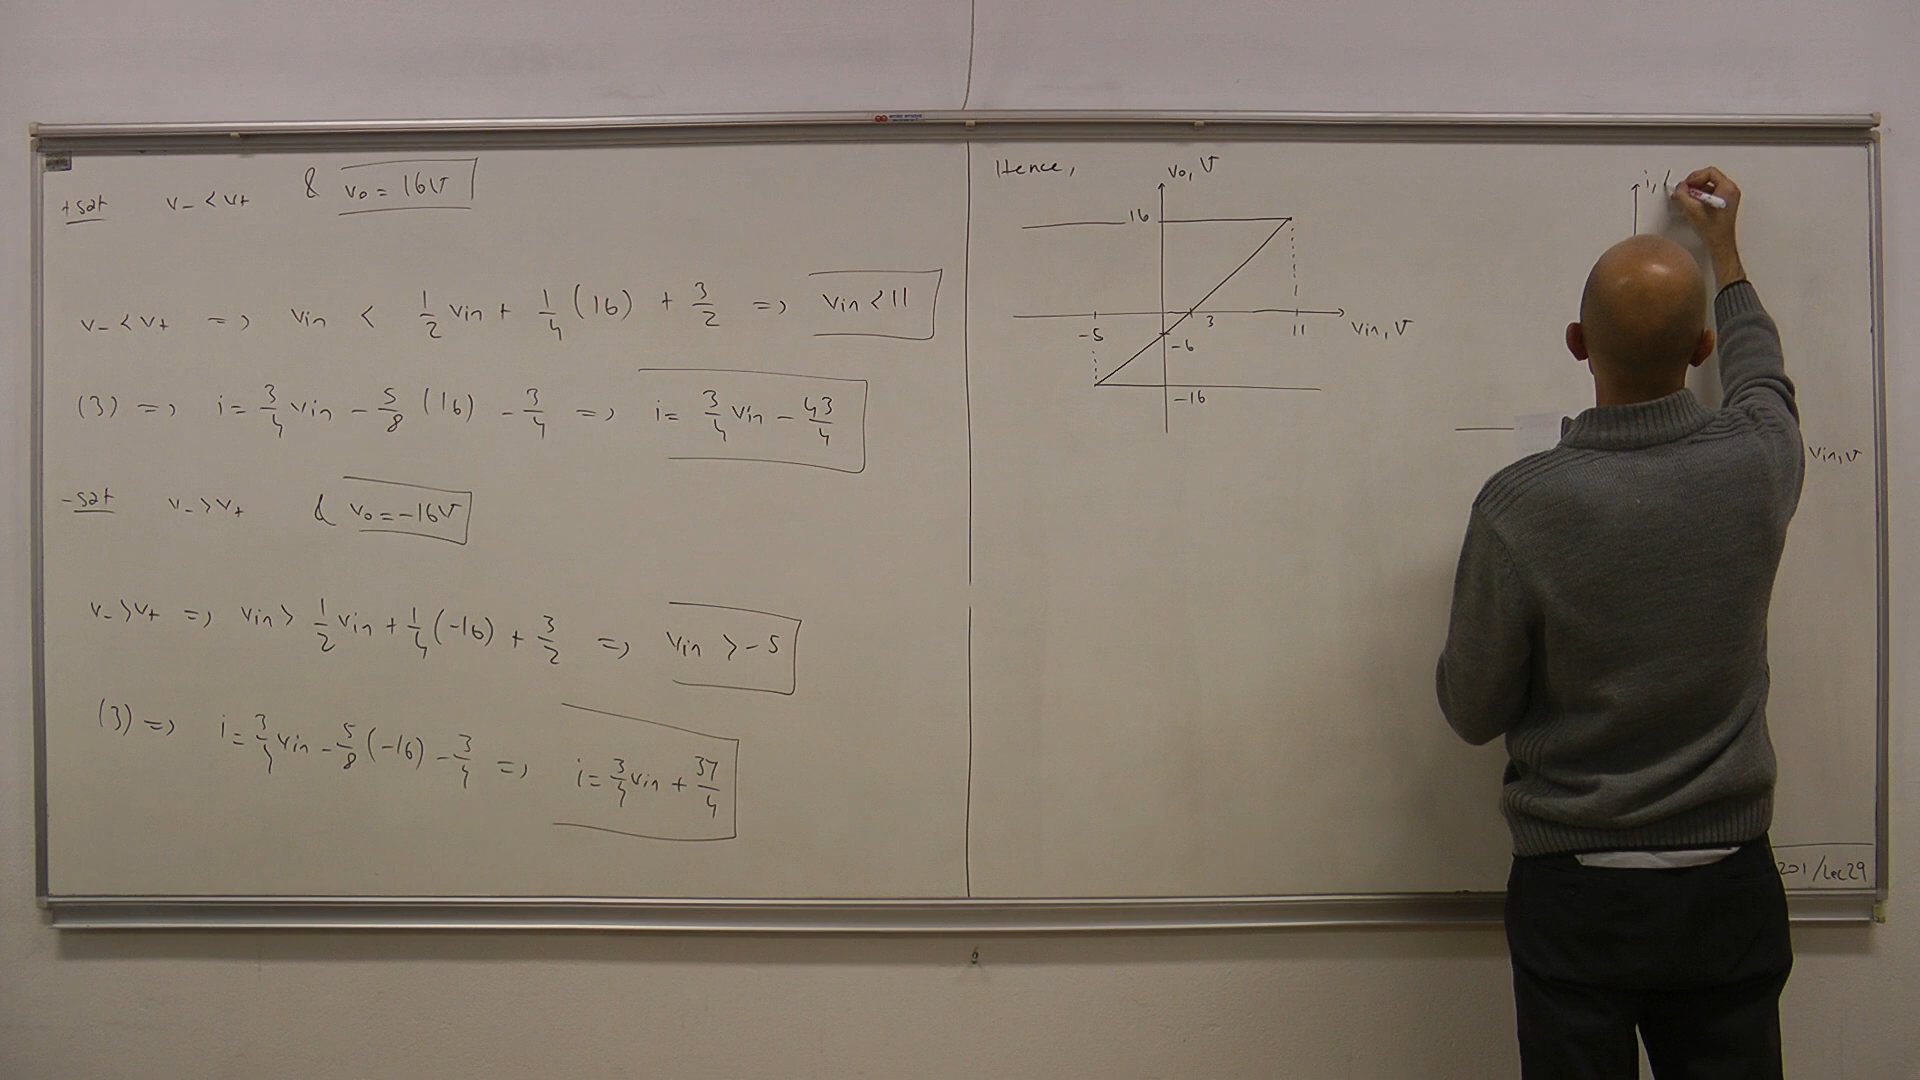 +sat v₋ < v₊ & v₀ = 16V
v₋ < v₊ => vin < 1/2 vin + 1/4 (16) + 3/2 => vin < 11
(3) => i = 3/4 vin - 5/8 (16) - 3/4 => i = 3/4 vin - 43/4
-sat v₋ > v₊ & v₀ = -16V
v₋ > v₊ => vin > 1/2 vin + 1/4 (-16) + 3/2 => vin > -5
(3) => i = 3/4 vin - 5/8 (-16) - 3/4 => i = 3/4 vin + 37/4
Hence,
v₀, V
16
-5 3 11 vin, V
-6
-16
i, (
vin, V
201/Lec29